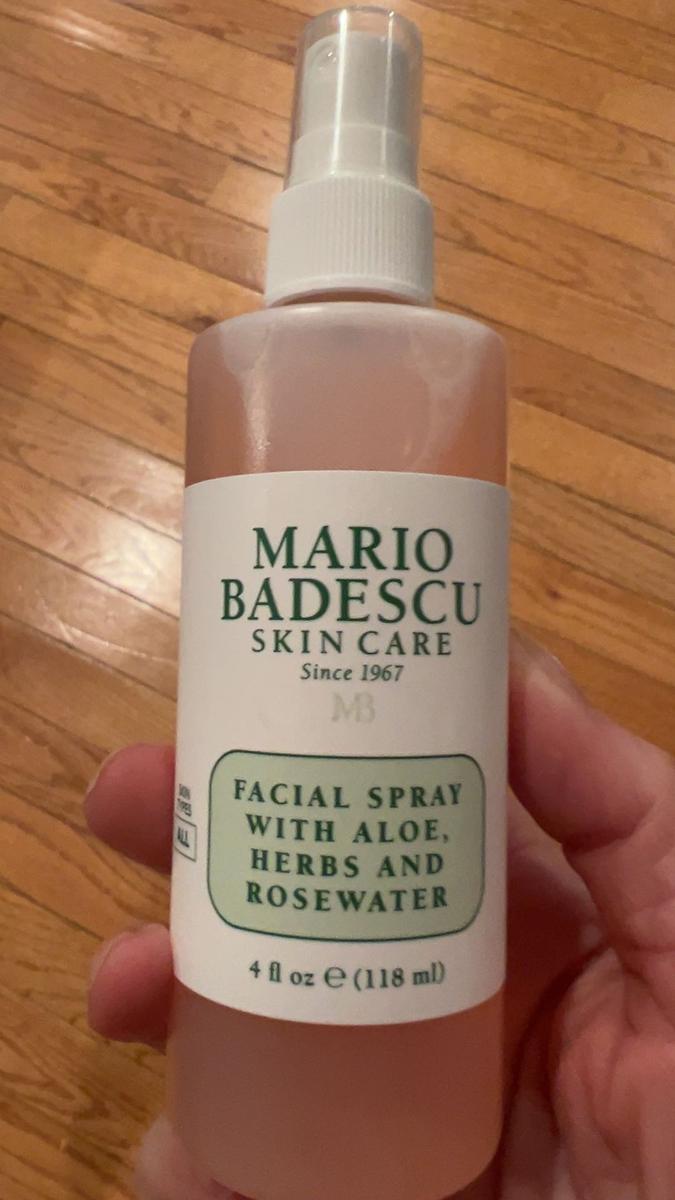 MARIO
BADESCU
SKIN CARE
Since 1967
MB
SKIN
TYPES
ALL
FACIAL SPRAY
WITH ALOE,
HERBS AND
ROSEWATER
4 fl oz ℮ (118 ml)